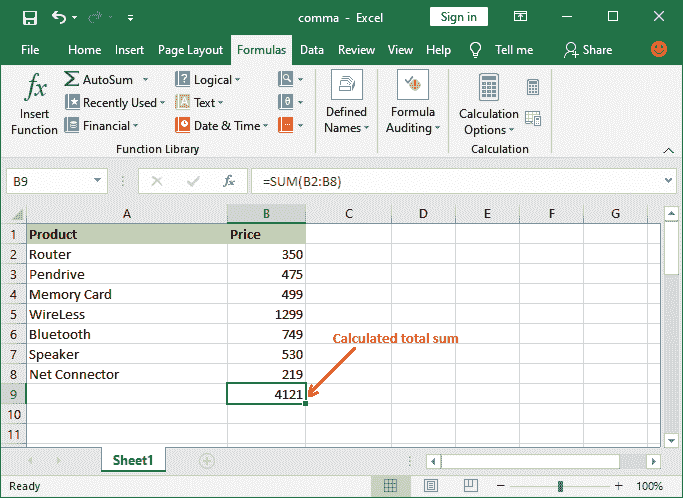 comma - Excel
Sign in
File Home Insert Page Layout Formulas Data Review View Help Tell me Share
fx Insert Function
AutoSum
Recently Used
Financial
Logical
Text
Date & Time
Defined Names
Formula Auditing
Calculation Options
Function Library
Calculation
B9 fx =SUM(B2:B8)
A B C D E F G
1 Product Price
2 Router 350
3 Pendrive 475
4 Memory Card 499
5 WireLess 1299
6 Bluetooth 749
Calculated total sum
7 Speaker 530
8 Net Connector 219
9 4121
10
11
Sheet1
Ready 100%